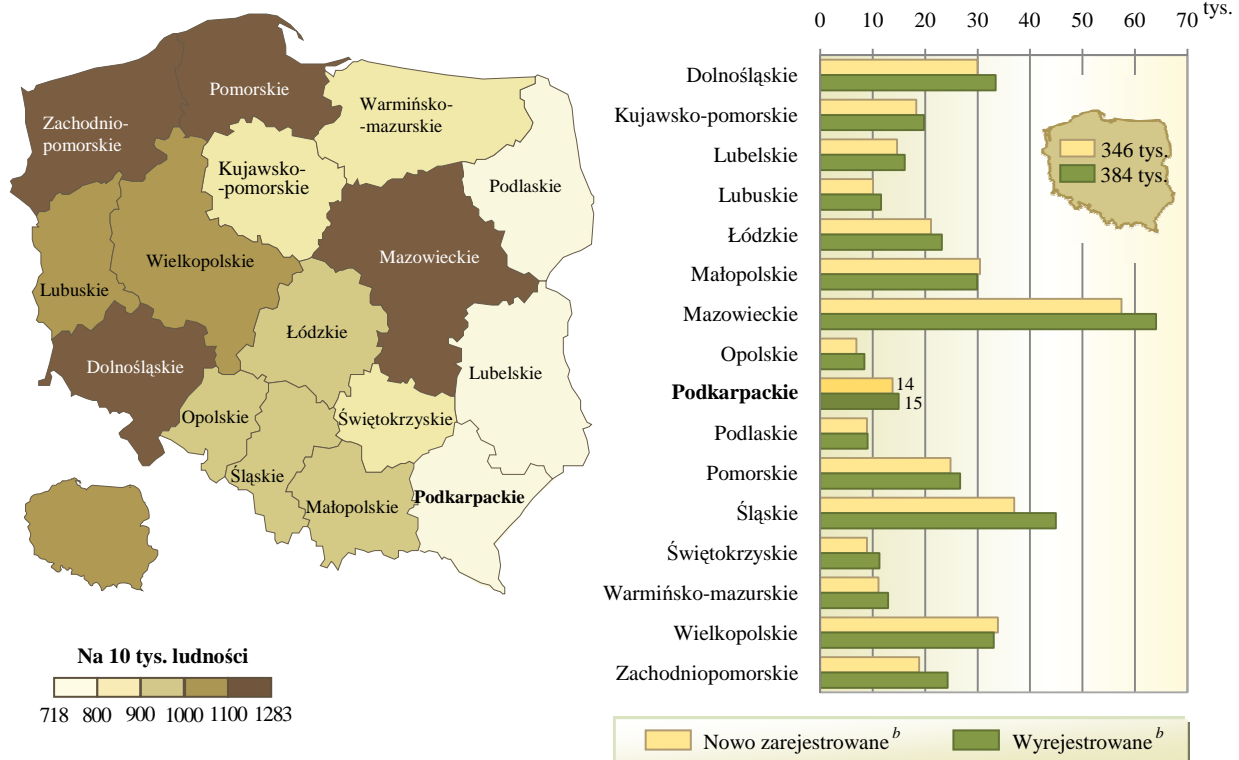 Pomorskie
Zachodnio-
pomorskie
Warmińsko-
-mazurskie
Kujawsko-
-pomorskie
Podlaskie
Mazowieckie
Wielkopolskie
Lubuskie
Łódzkie
Dolnośląskie
Lubelskie
Opolskie
Świętokrzyskie
Śląskie
Małopolskie
Podkarpackie
Na 10 tys. ludności
718 800 900 1000 1100 1283
0 10 20 30 40 50 60 70 tys.
Dolnośląskie
Kujawsko-pomorskie
Lubelskie
Lubuskie
Łódzkie
Małopolskie
Mazowieckie
Opolskie
Podkarpackie 14
15
Podlaskie
Pomorskie
Śląskie
Świętokrzyskie
Warmińsko-mazurskie
Wielkopolskie
Zachodniopomorskie
346 tys.
384 tys.
Nowo zarejestrowane b Wyrejestrowane b